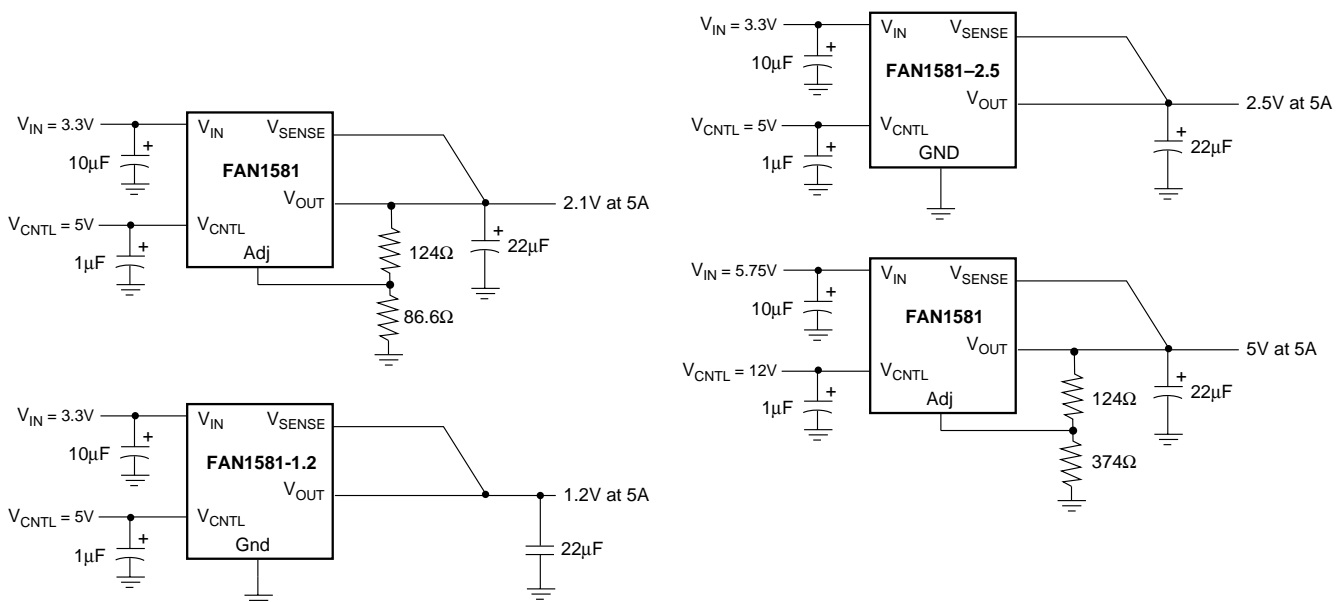 V_IN = 3.3V
10μF
+
V_CNTL = 5V
1μF
+
V_IN V_SENSE
FAN1581
V_OUT
V_CNTL
Adj
124Ω
86.6Ω
+
22μF
2.1V at 5A
V_IN = 3.3V
10μF
+
V_CNTL = 5V
1μF
+
V_IN V_SENSE
FAN1581-1.2
V_OUT
V_CNTL
Gnd
22μF
1.2V at 5A
V_IN = 3.3V
10μF
+
V_CNTL = 5V
1μF
+
V_IN V_SENSE
FAN1581–2.5
V_OUT
V_CNTL
GND
+
22μF
2.5V at 5A
V_IN = 5.75V
10μF
+
V_CNTL = 12V
1μF
+
V_IN V_SENSE
FAN1581
V_OUT
V_CNTL
Adj
124Ω
374Ω
+
22μF
5V at 5A